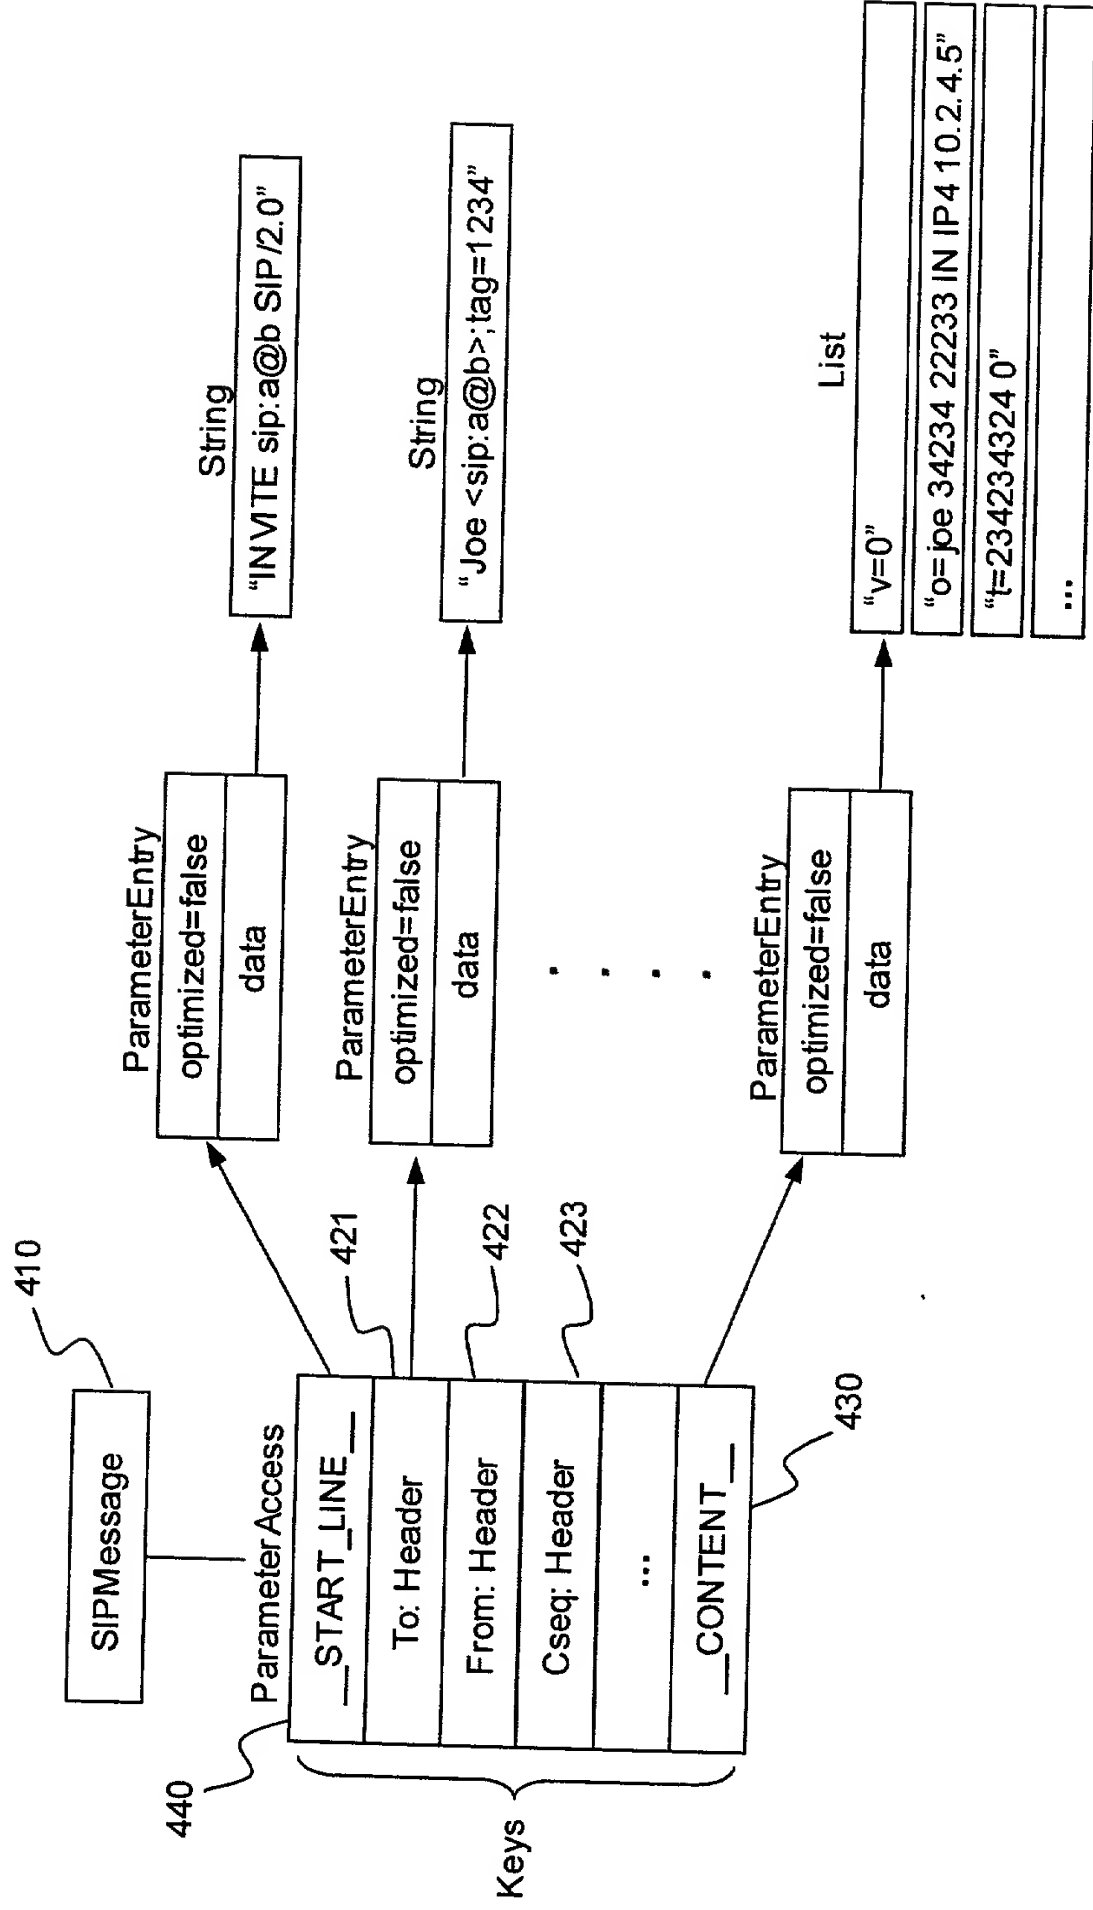 410
SIPMessage
440
ParameterAccess
__START_LINE__
To: Header
From: Header
Cseq: Header
...
__CONTENT__
Keys
421
422
423
430
ParameterEntry
optimized=false
data
String
“INVITE sip:a@b SIP/2.0”
ParameterEntry
optimized=false
data
String
“Joe <sip:a@b>;tag=1234”
. . . .
ParameterEntry
optimized=false
data
List
“v=0”
“o=joe 34234 22233 IN IP4 10.2.4.5”
“t=234234324 0”
...